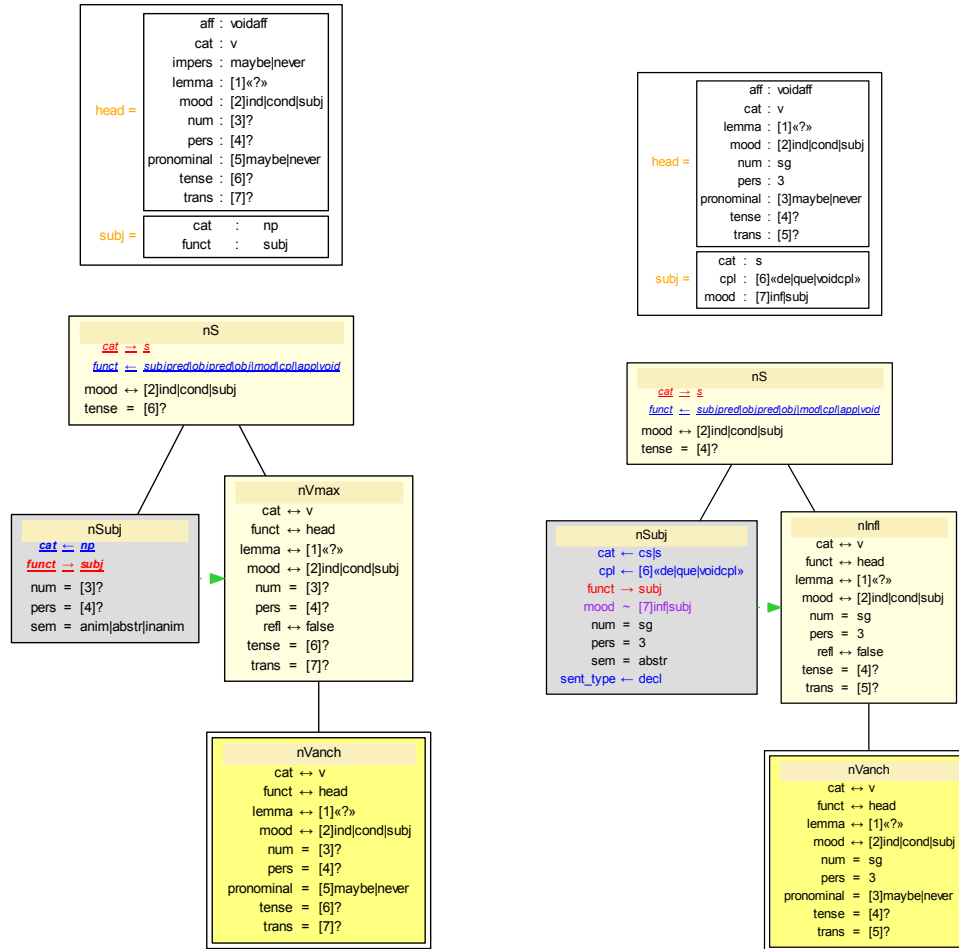 head =
aff : voidaff
cat : v
impers : maybe|never
lemma : [1]«?»
mood : [2]ind|cond|subj
num : [3]?
pers : [4]?
pronominal : [5]maybe|never
tense : [6]?
trans : [7]?
subj =
cat : np
funct : subj
nS
cat → s
funct ← subjpred|objpred|obj|mod|cpl|app|void
mood ↔ [2]ind|cond|subj
tense = [6]?
nSubj
cat ← np
funct → subj
num = [3]?
pers = [4]?
sem = anim|abstr|inanim
nVmax
cat ↔ v
funct ↔ head
lemma ↔ [1]«?»
mood ↔ [2]ind|cond|subj
num = [3]?
pers = [4]?
refl ↔ false
tense = [6]?
trans = [7]?
nVanch
cat ↔ v
funct ↔ head
lemma ↔ [1]«?»
mood ↔ [2]ind|cond|subj
num = [3]?
pers = [4]?
pronominal = [5]maybe|never
tense = [6]?
trans = [7]?
head =
aff : voidaff
cat : v
lemma : [1]«?»
mood : [2]ind|cond|subj
num : sg
pers : 3
pronominal : [3]maybe|never
tense : [4]?
trans : [5]?
subj =
cat : s
cpl : [6]«de|que|voidcpl»
mood : [7]inf|subj
nS
cat → s
funct ← subjpred|objpred|obj|mod|cpl|app|void
mood ↔ [2]ind|cond|subj
tense = [4]?
nSubj
cat ← cs|s
cpl ← [6]«de|que|voidcpl»
funct → subj
mood ~ [7]inf|subj
num = sg
pers = 3
sem = abstr
sent_type ← decl
nInfl
cat ↔ v
funct ↔ head
lemma ↔ [1]«?»
mood ↔ [2]ind|cond|subj
num = sg
pers = 3
refl ↔ false
tense = [4]?
trans = [5]?
nVanch
cat ↔ v
funct ↔ head
lemma ↔ [1]«?»
mood ↔ [2]ind|cond|subj
num = sg
pers = 3
pronominal = [3]maybe|never
tense = [4]?
trans = [5]?